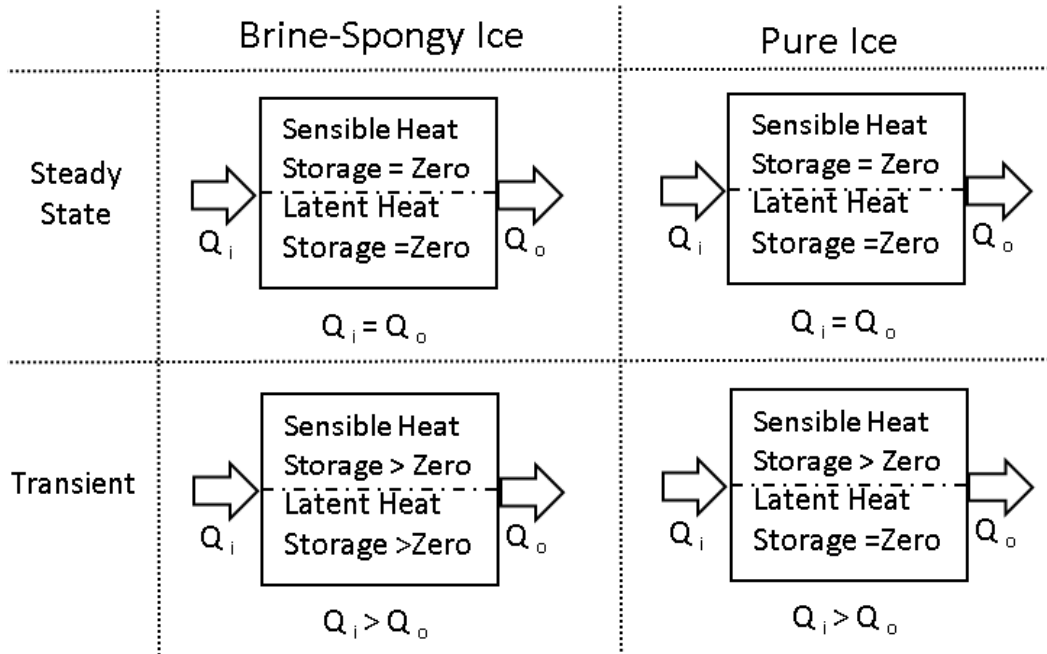 Brine-Spongy Ice
Pure Ice
Steady
State
Sensible Heat
Storage = Zero
Latent Heat
Storage =Zero
Q i
Q o
Q i = Q o
Sensible Heat
Storage = Zero
Latent Heat
Storage =Zero
Q i
Q o
Q i = Q o
Transient
Sensible Heat
Storage > Zero
Latent Heat
Storage >Zero
Q i
Q o
Q i > Q o
Sensible Heat
Storage > Zero
Latent Heat
Storage =Zero
Q i
Q o
Q i > Q o